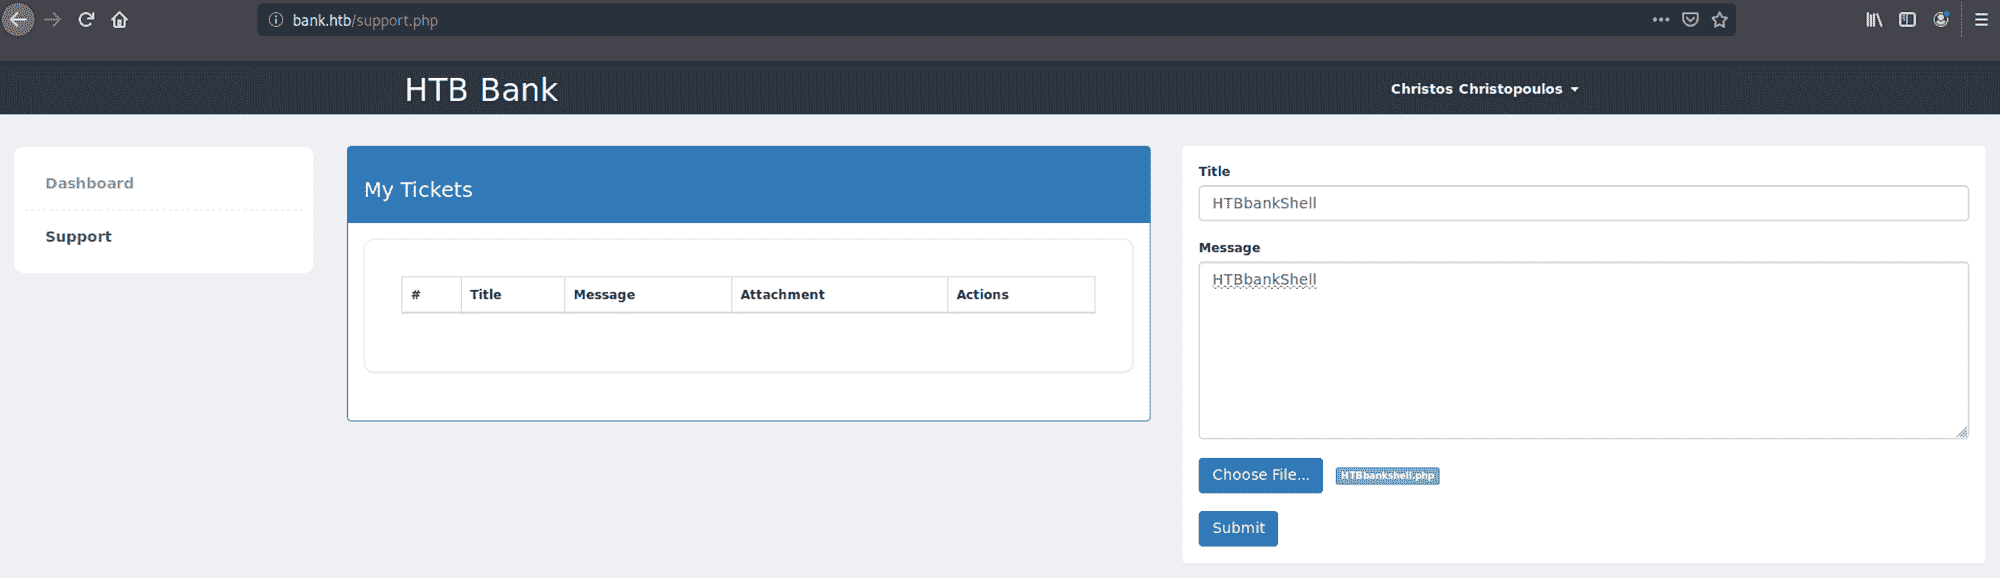 bank.htb/support.php
HTB Bank
Christos Christopoulos
Dashboard
Support
My Tickets
# Title Message Attachment Actions
Title
HTBbankShell
Message
HTBbankShell
Choose File...
HTBbankshell.php
Submit